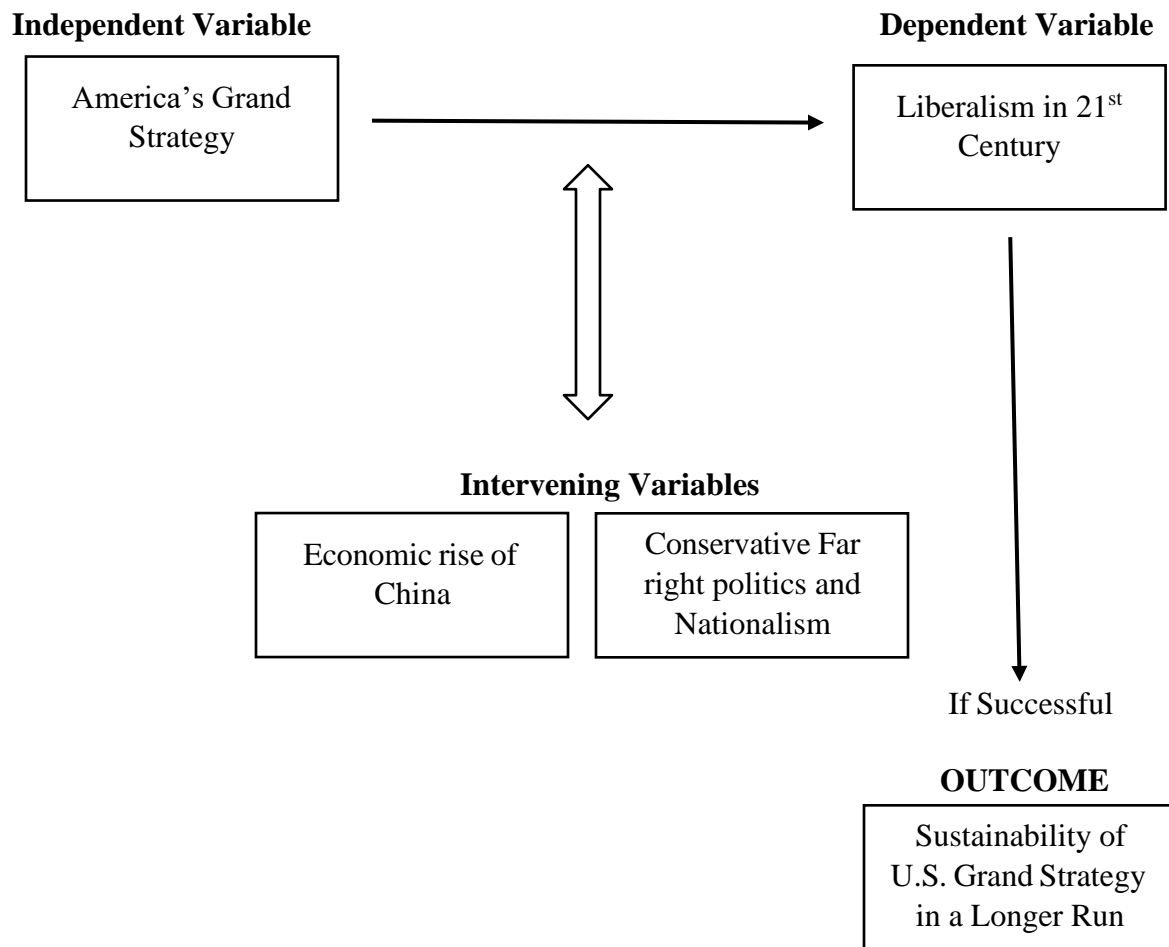 Independent Variable
Dependent Variable
America’s Grand
Strategy
Liberalism in 21st
Century
Intervening Variables
Economic rise of
China
Conservative Far
right politics and
Nationalism
If Successful
OUTCOME
Sustainability of
U.S. Grand Strategy
in a Longer Run